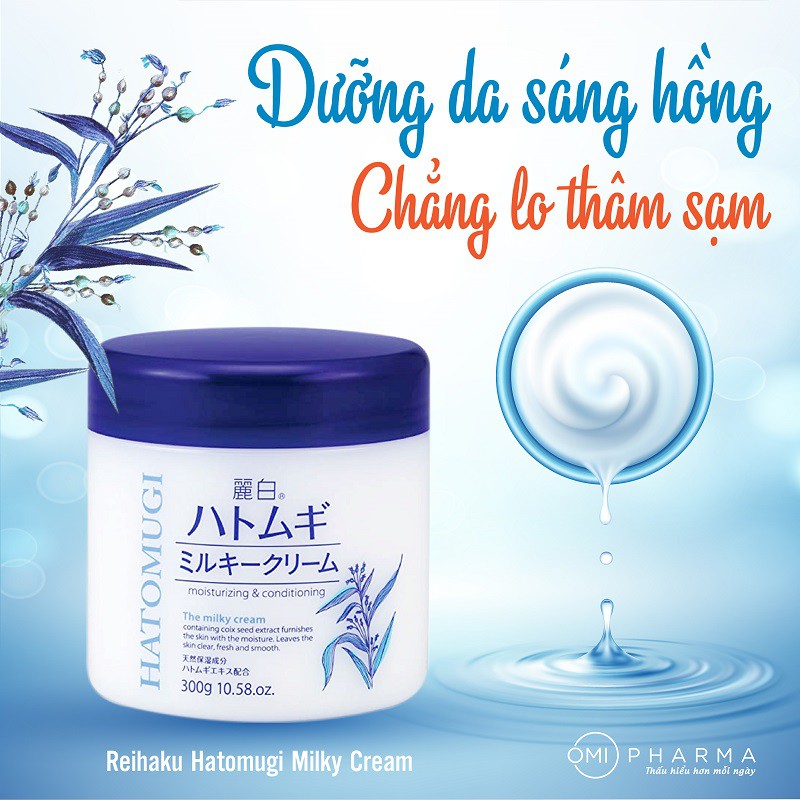 Dưỡng da sáng hồng
Chẳng lo thâm sạm
HATOMUGI
麗白®
ハトムギ
ミルキークリーム
moisturizing & conditioning
The milky cream
containing coix seed extract furnishes
the skin with the moisture. Leaves the
skin clear, fresh and smooth.
天然保湿成分
ハトムギエキス配合
300g 10.58.oz.
Reihaku Hatomugi Milky Cream
OMI PHARMA
Thấu hiểu hơn mỗi ngày